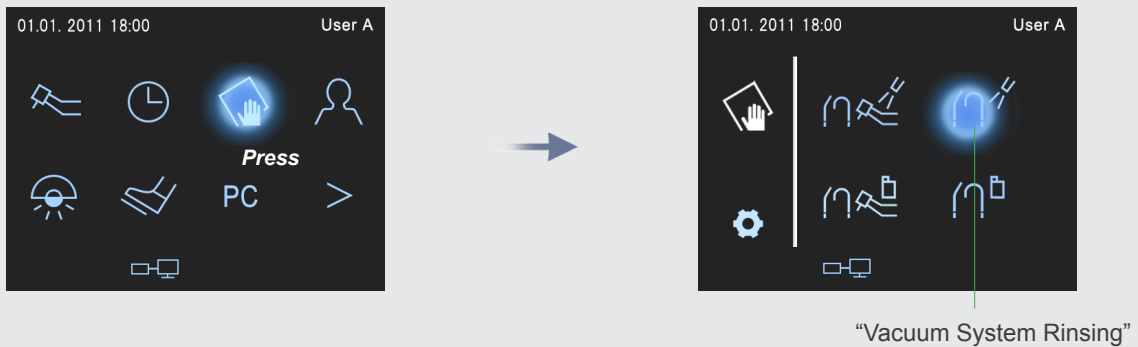 01.01. 2011 18:00 User A
Press
PC >
01.01. 2011 18:00 User A
“Vacuum System Rinsing”